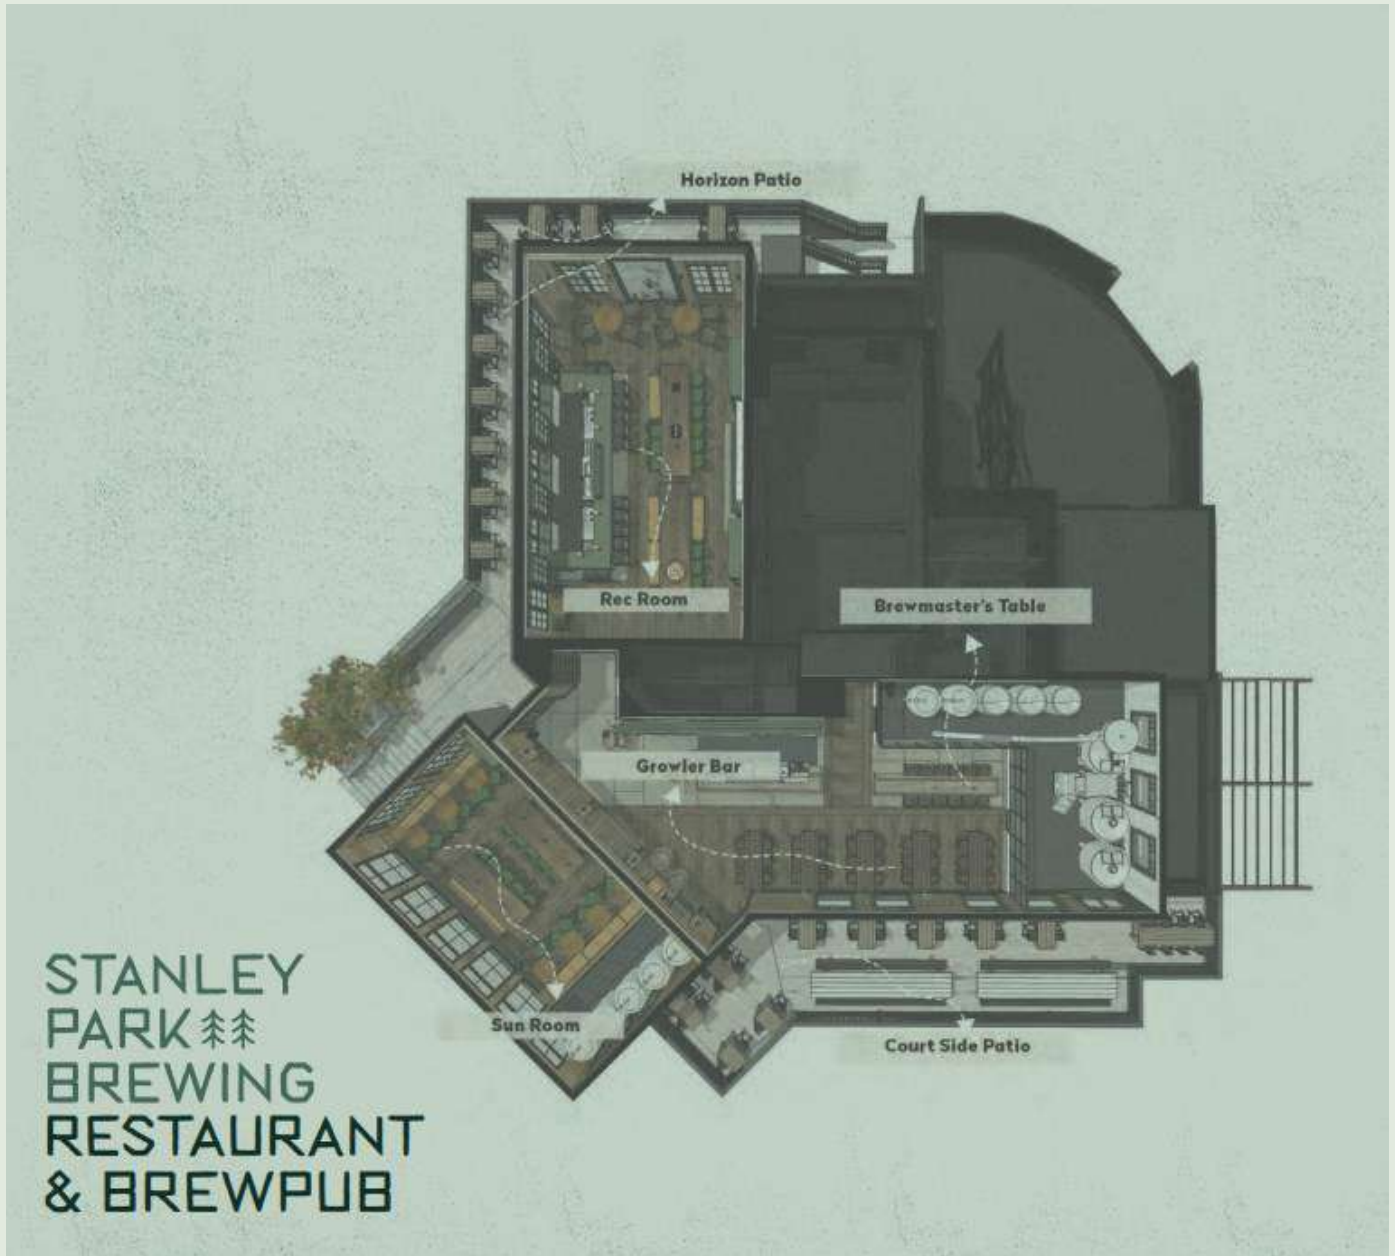 Horizon Patio
Rec Room
Brewmaster's Table
Growler Bar
Sun Room
Court Side Patio
STANLEY
PARK
BREWING
RESTAURANT
& BREWPUB